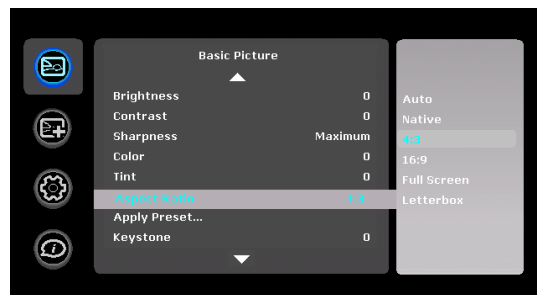 Basic Picture
Brightness 0
Contrast 0
Sharpness Maximum
Color 0
Tint 0
Aspect Ratio 4:3
Apply Preset...
Keystone 0
Auto
Native
4:3
16:9
Full Screen
Letterbox